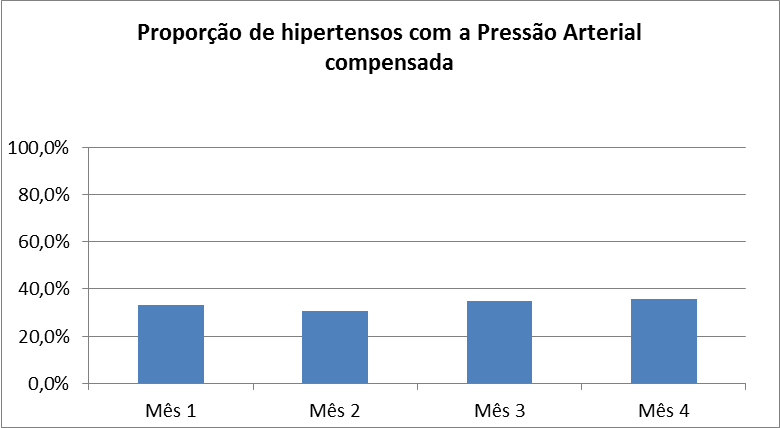 Proporção de hipertensos com a Pressão Arterial
compensada
100,0%
80,0%
60,0%
40,0%
20,0%
0,0%
Mês 1
Mês 2
Mês 3
Mês 4